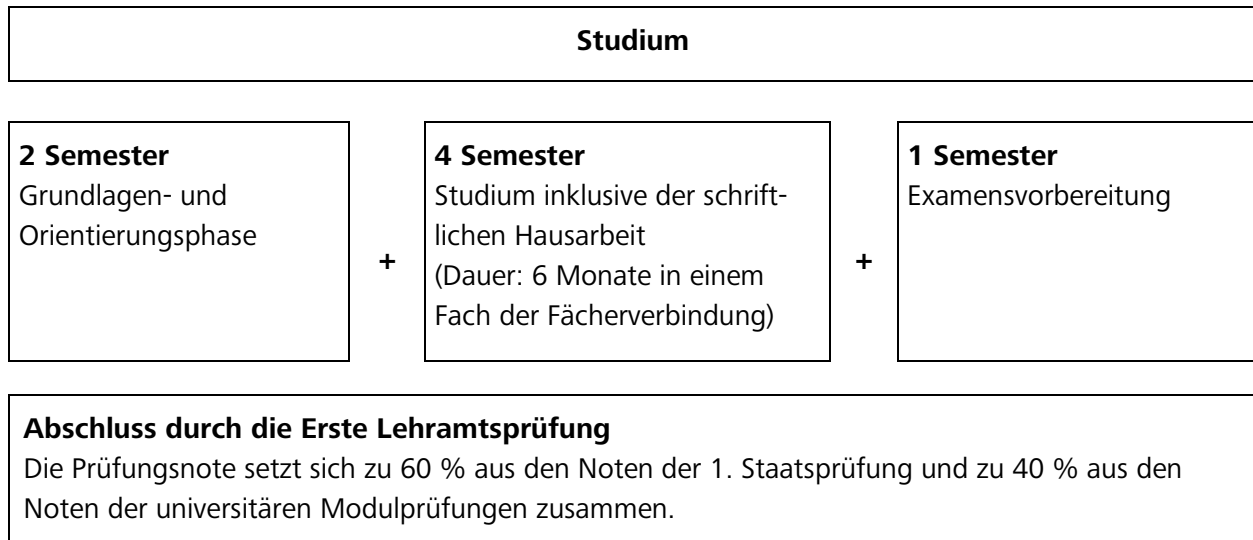 Studium
2 Semester
Grundlagen- und
Orientierungsphase
+
4 Semester
Studium inklusive der schrift-
lichen Hausarbeit
(Dauer: 6 Monate in einem
Fach der Fächerverbindung)
+
1 Semester
Examensvorbereitung
Abschluss durch die Erste Lehramtsprüfung
Die Prüfungsnote setzt sich zu 60 % aus den Noten der 1. Staatsprüfung und zu 40 % aus den
Noten der universitären Modulprüfungen zusammen.